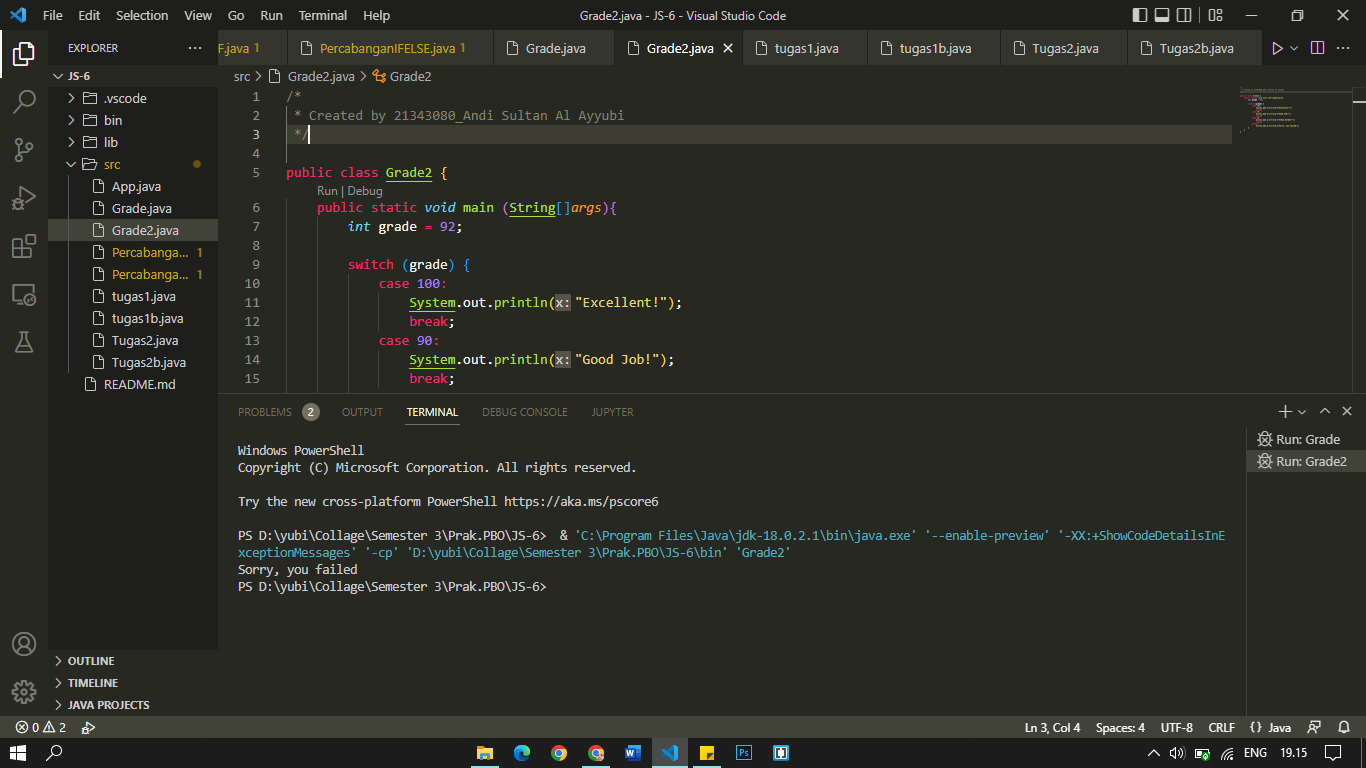 File Edit Selection View Go Run Terminal Help Grade2.java - JS-6 - Visual Studio Code
EXPLORER
F.java 1 PercabanganIFELSE.java 1 Grade.java Grade2.java tugas1.java tugas1b.java Tugas2.java Tugas2b.java
JS-6
.vscode
bin
lib
src
App.java
Grade.java
Grade2.java
Percabanga... 1
Percabanga... 1
tugas1.java
tugas1b.java
Tugas2.java
Tugas2b.java
README.md
OUTLINE
TIMELINE
JAVA PROJECTS
src > Grade2.java > Grade2
1 /*
2 * Created by 21343080_Andi Sultan Al Ayyubi
3 */
4
5 public class Grade2 {
Run | Debug
6 public static void main (String[]args){
7 int grade = 92;
8
9 switch (grade) {
10 case 100:
11 System.out.println(x: "Excellent!");
12 break;
13 case 90:
14 System.out.println(x: "Good Job!");
15 break;
PROBLEMS 2 OUTPUT TERMINAL DEBUG CONSOLE JUPYTER
Windows PowerShell
Copyright (C) Microsoft Corporation. All rights reserved.
Try the new cross-platform PowerShell https://aka.ms/pscore6
PS D:\yubi\Collage\Semester 3\Prak.PBO\JS-6> & 'C:\Program Files\Java\jdk-18.0.2.1\bin\java.exe' '--enable-preview' '-XX:+ShowCodeDetailsInE
xceptionMessages' '-cp' 'D:\yubi\Collage\Semester 3\Prak.PBO\JS-6\bin' 'Grade2'
Sorry, you failed
PS D:\yubi\Collage\Semester 3\Prak.PBO\JS-6>
Run: Grade
Run: Grade2
0 2 Ln 3, Col 4 Spaces: 4 UTF-8 CRLF {} Java
ENG 19.15